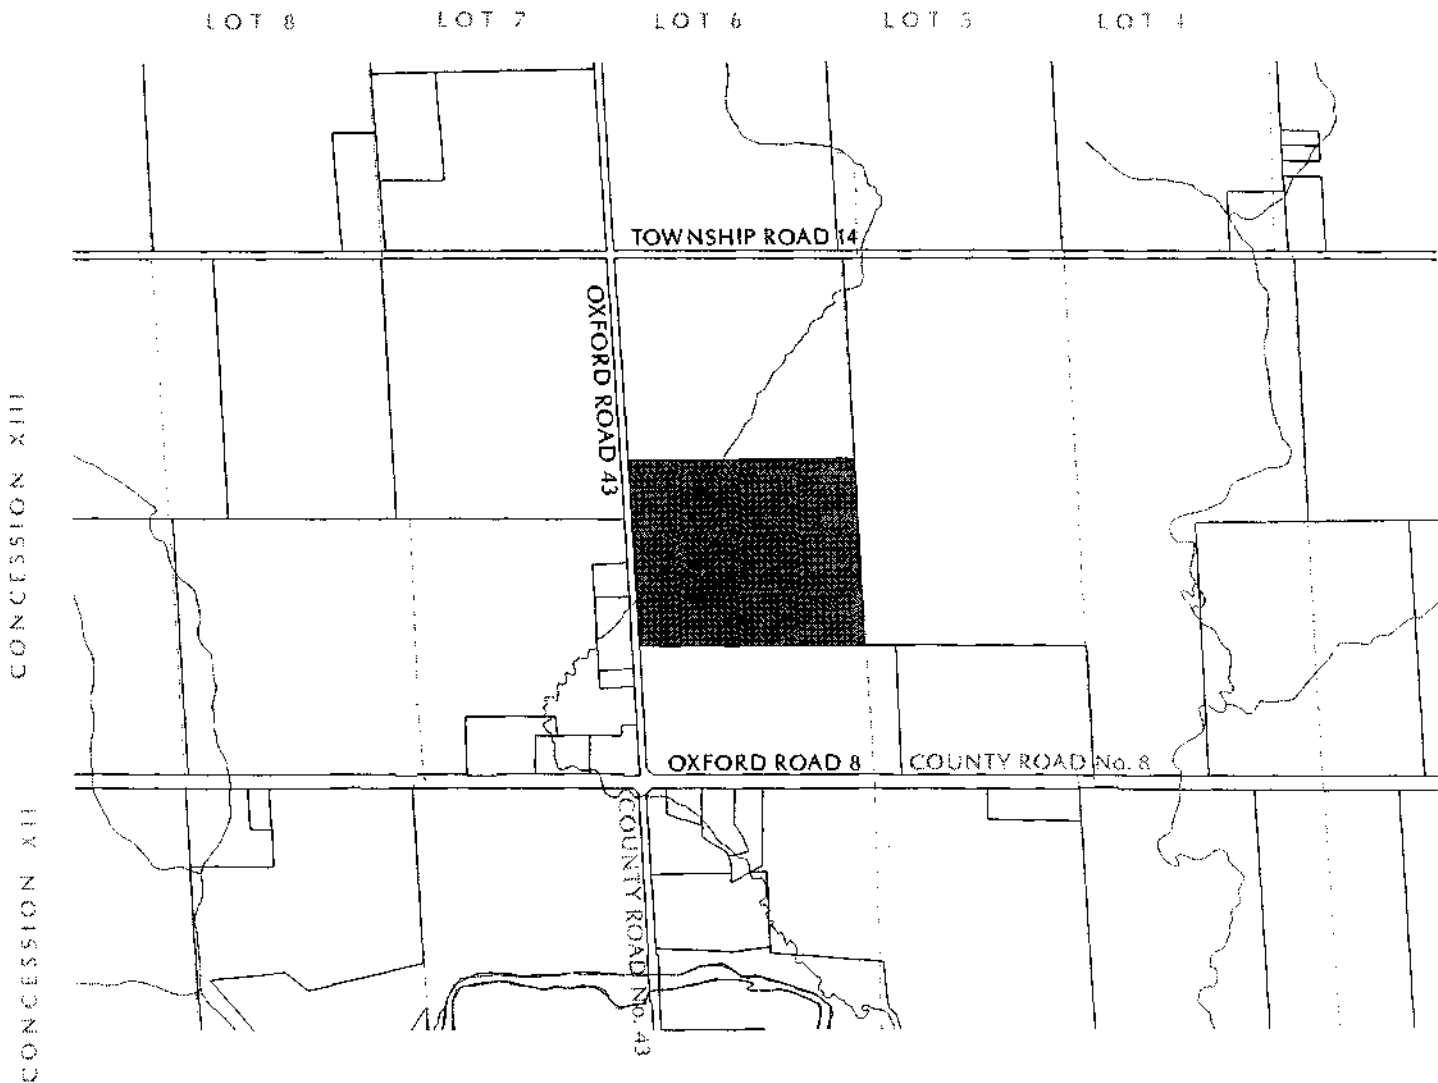 LOT 8 LOT 7 LOT 6 LOT 5 LOT 4
TOWNSHIP ROAD 14
OXFORD ROAD 43
CONCESSION XIII
OXFORD ROAD 8 COUNTY ROAD No. 8
COUNTY ROAD No. 43
CONCESSION XII